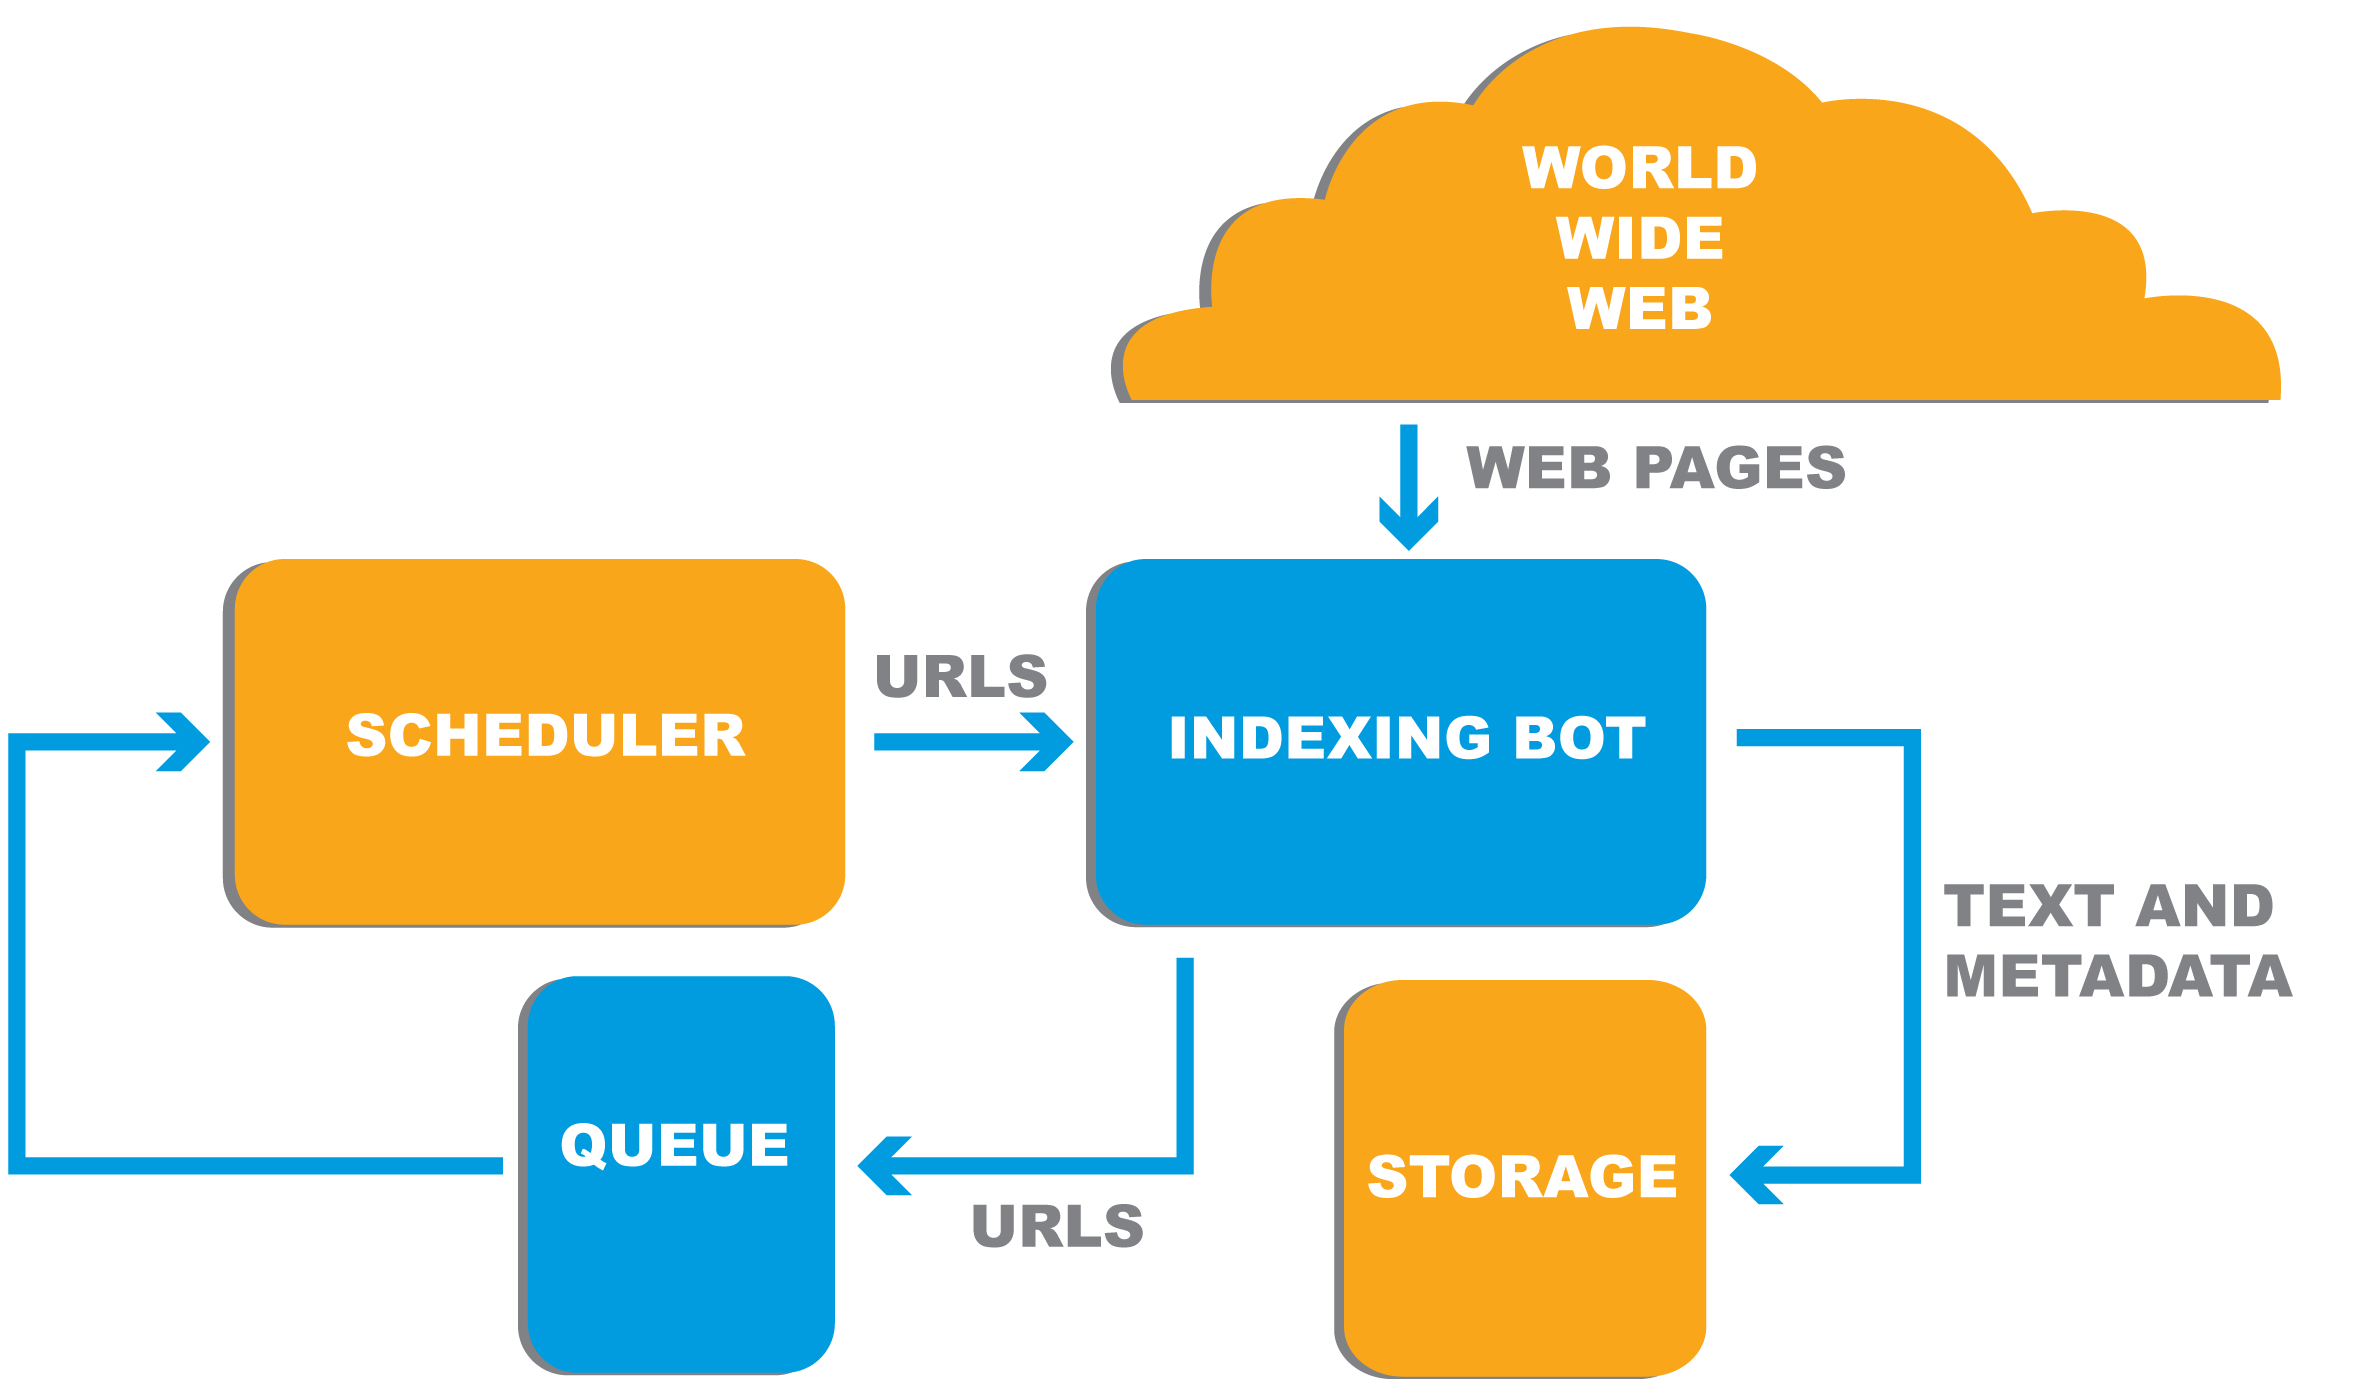 WORLD
WIDE
WEB
WEB PAGES
URLS
SCHEDULER
INDEXING BOT
TEXT AND
METADATA
QUEUE
STORAGE
URLS